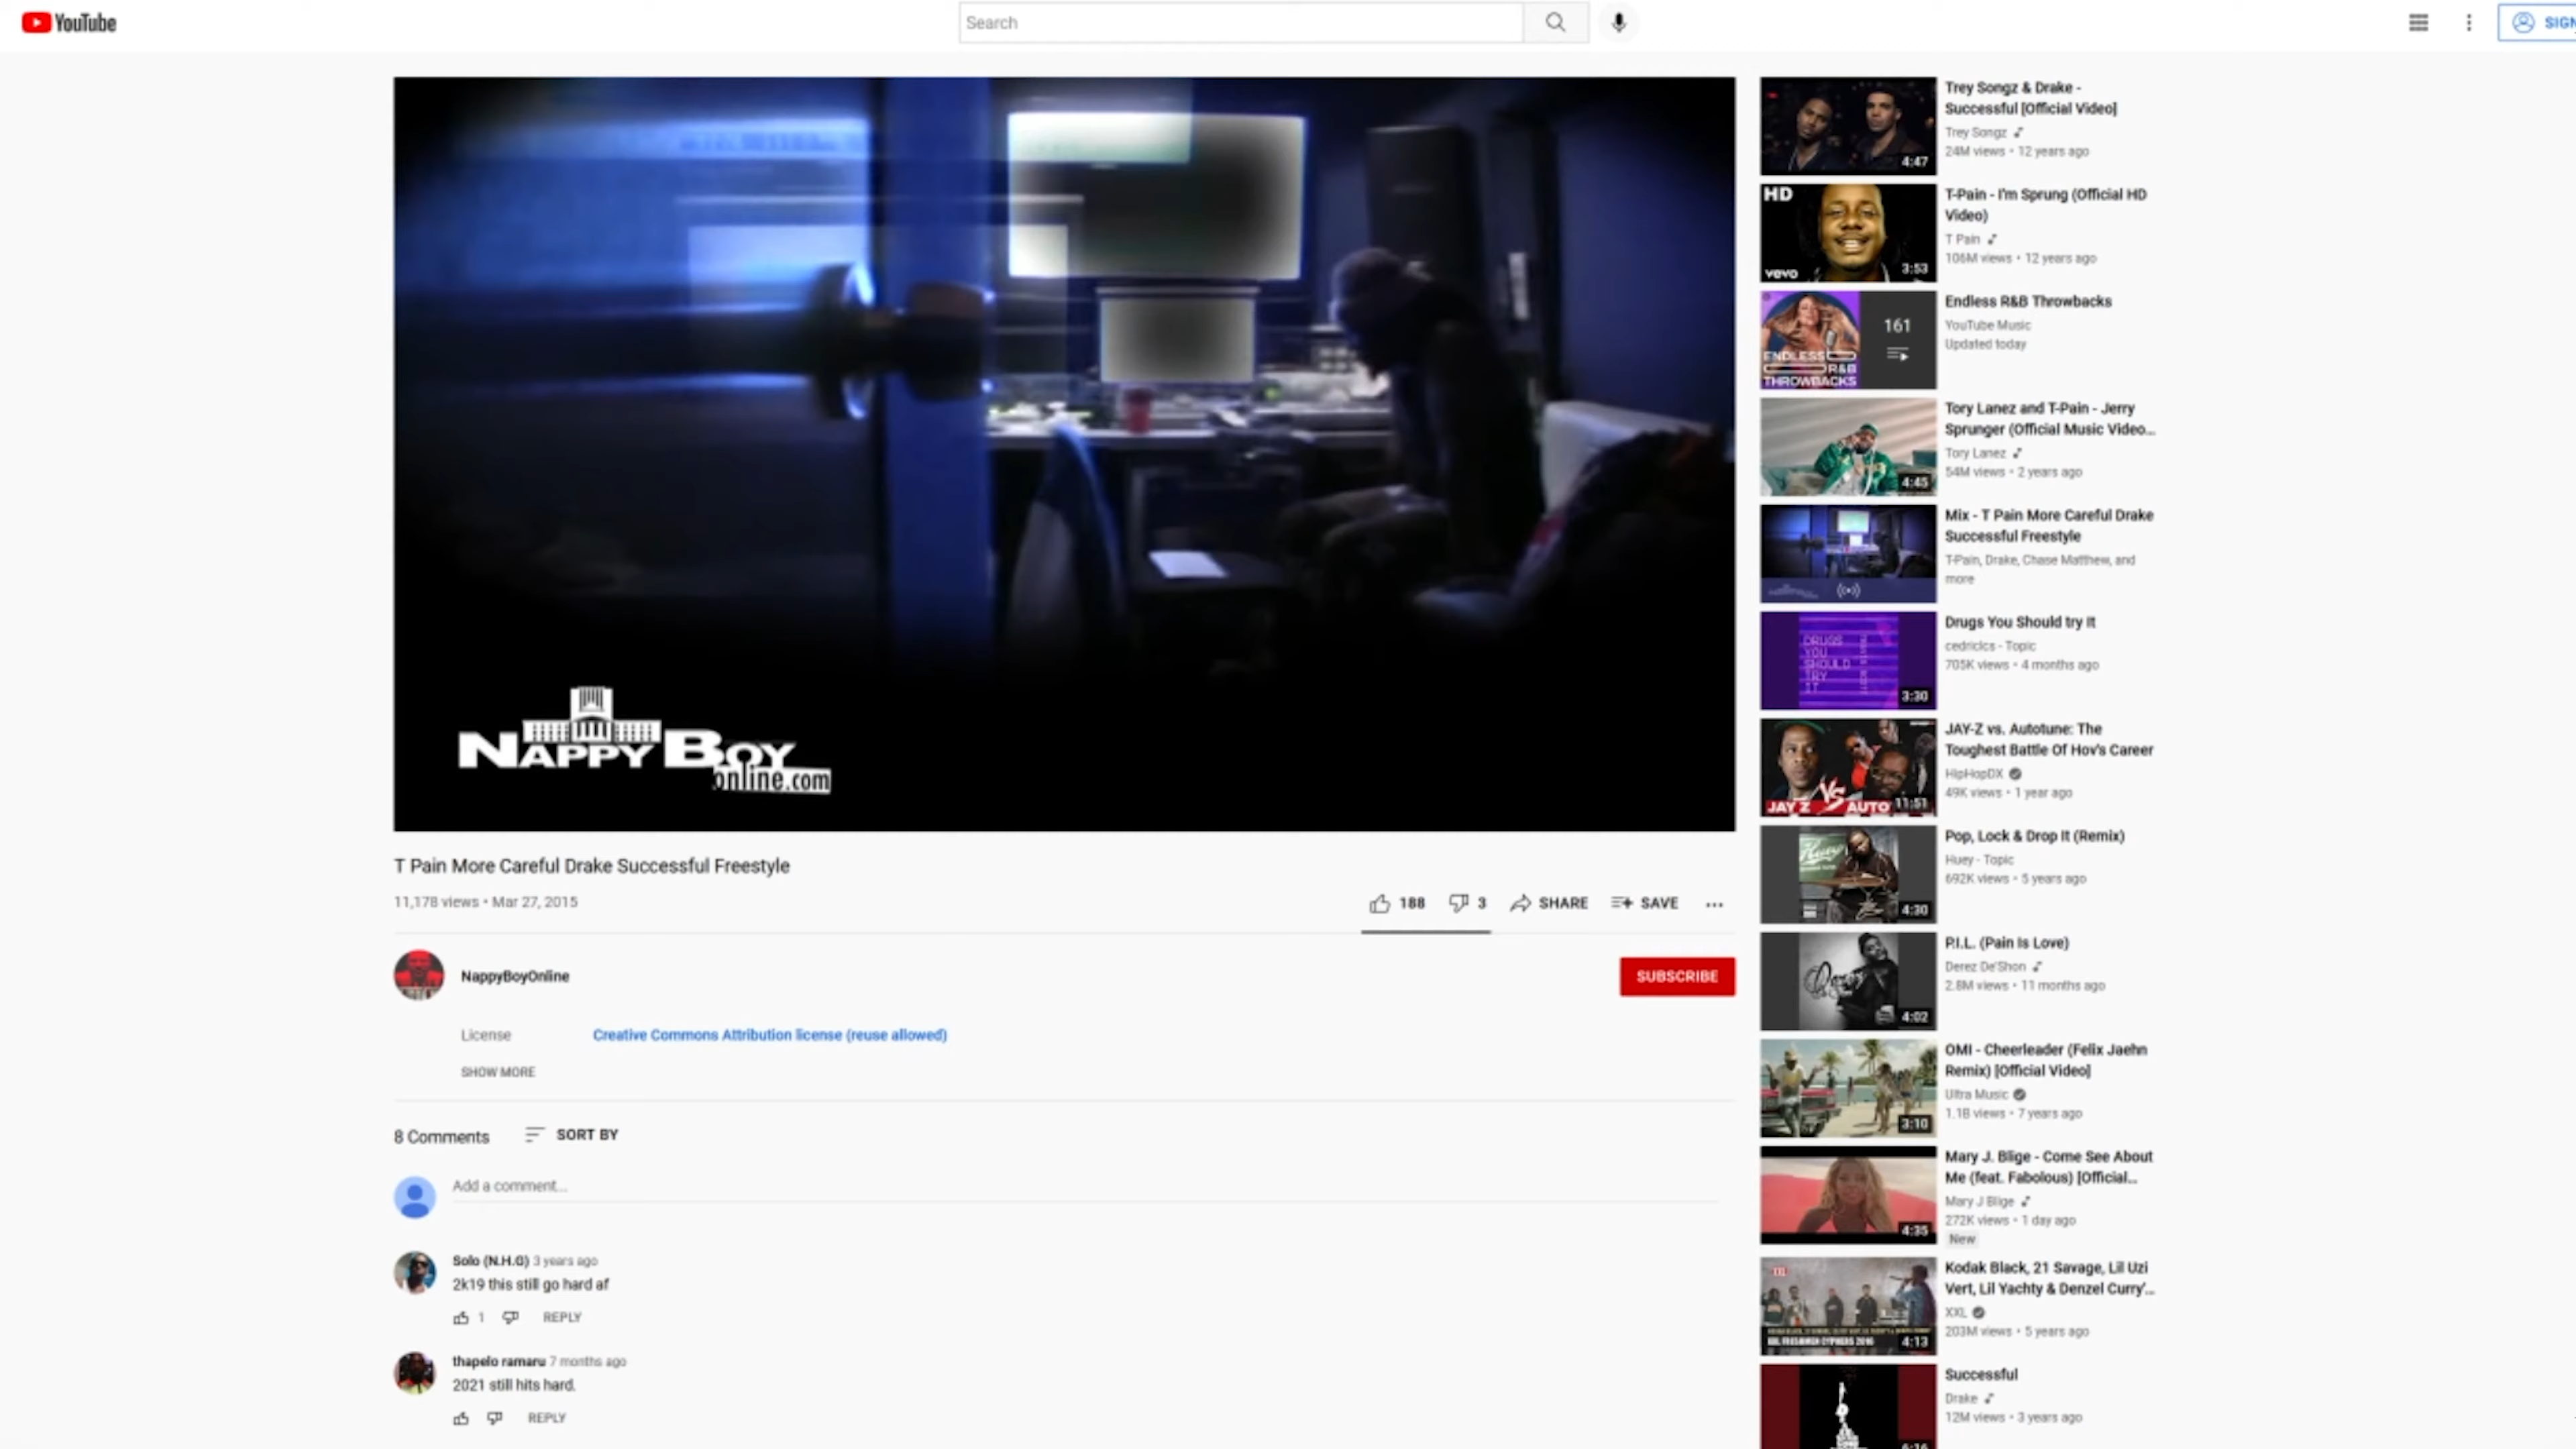 YouTube
Search
SIGN
NAPPY BOY
online.com
T Pain More Careful Drake Successful Freestyle
11,178 views • Mar 27, 2015
188
3
SHARE
SAVE
NappyBoyOnline
SUBSCRIBE
License
Creative Commons Attribution license (reuse allowed)
SHOW MORE
8 Comments
SORT BY
Add a comment...
Solo (N.H.G) 3 years ago
2k19 this still go hard af
1
REPLY
thapelo ramaru 7 months ago
2021 still hits hard.
REPLY
4:47
Trey Songz & Drake -
Successful [Official Video]
Trey Songz
24M views • 12 years ago
HD
vevo
3:53
T-Pain - I'm Sprung (Official HD
Video)
T Pain
106M views • 12 years ago
ENDLESS
R&B
THROWBACKS
161
Endless R&B Throwbacks
YouTube Music
Updated today
4:45
Tory Lanez and T-Pain - Jerry
Sprunger (Official Music Video...
Tory Lanez
54M views • 2 years ago
Mix - T Pain More Careful Drake
Successful Freestyle
T-Pain, Drake, Chase Matthew, and
more
DRUGS
YOU
SHOULD
TRY
IT
3:30
Drugs You Should try It
cedriclcs - Topic
705K views • 4 months ago
JAY Z VS AUTO
11:51
JAY-Z vs. Autotune: The
Toughest Battle Of Hov's Career
HipHopDX
49K views • 1 year ago
Huey
4:30
Pop, Lock & Drop It (Remix)
Huey - Topic
692K views • 5 years ago
4:02
P.I.L. (Pain Is Love)
Derez De'Shon
2.8M views • 11 months ago
3:10
OMI - Cheerleader (Felix Jaehn
Remix) [Official Video]
Ultra Music
1.1B views • 7 years ago
4:35
Mary J. Blige - Come See About
Me (feat. Fabolous) [Official...
Mary J Blige
272K views • 1 day ago
New
XXL FRESHMEN CYPHERS 2016
4:13
Kodak Black, 21 Savage, Lil Uzi
Vert, Lil Yachty & Denzel Curry'...
XXL
203M views • 5 years ago
6:16
Successful
Drake
12M views • 3 years ago